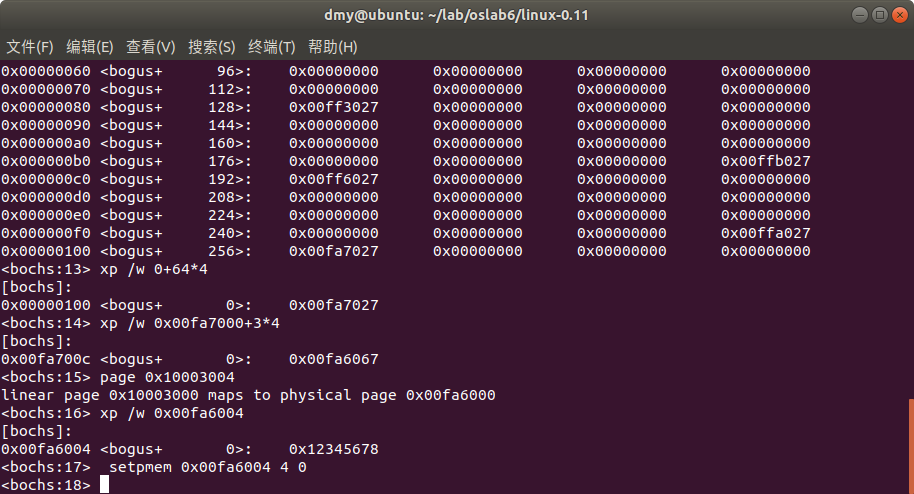 dmy@ubuntu: ~/lab/oslab6/linux-0.11
文件(F) 编辑(E) 查看(V) 搜索(S) 终端(T) 帮助(H)
0x00000060 <bogus+      96>:    0x00000000      0x00000000      0x00000000      0x00000000
0x00000070 <bogus+     112>:    0x00000000      0x00000000      0x00000000      0x00000000
0x00000080 <bogus+     128>:    0x00ff3027      0x00000000      0x00000000      0x00000000
0x00000090 <bogus+     144>:    0x00000000      0x00000000      0x00000000      0x00000000
0x000000a0 <bogus+     160>:    0x00000000      0x00000000      0x00000000      0x00000000
0x000000b0 <bogus+     176>:    0x00000000      0x00000000      0x00000000      0x00ffb027
0x000000c0 <bogus+     192>:    0x00ff6027      0x00000000      0x00000000      0x00000000
0x000000d0 <bogus+     208>:    0x00000000      0x00000000      0x00000000      0x00000000
0x000000e0 <bogus+     224>:    0x00000000      0x00000000      0x00000000      0x00000000
0x000000f0 <bogus+     240>:    0x00000000      0x00000000      0x00000000      0x00ffa027
0x00000100 <bogus+     256>:    0x00fa7027      0x00000000      0x00000000      0x00000000
<bochs:13> xp /w 0+64*4
[bochs]:
0x00000100 <bogus+       0>:    0x00fa7027
<bochs:14> xp /w 0x00fa7000+3*4
[bochs]:
0x00fa700c <bogus+       0>:    0x00fa6067
<bochs:15> page 0x10003004
linear page 0x10003000 maps to physical page 0x00fa6000
<bochs:16> xp /w 0x00fa6004
[bochs]:
0x00fa6004 <bogus+       0>:    0x12345678
<bochs:17>  setpmem 0x00fa6004 4 0
<bochs:18>